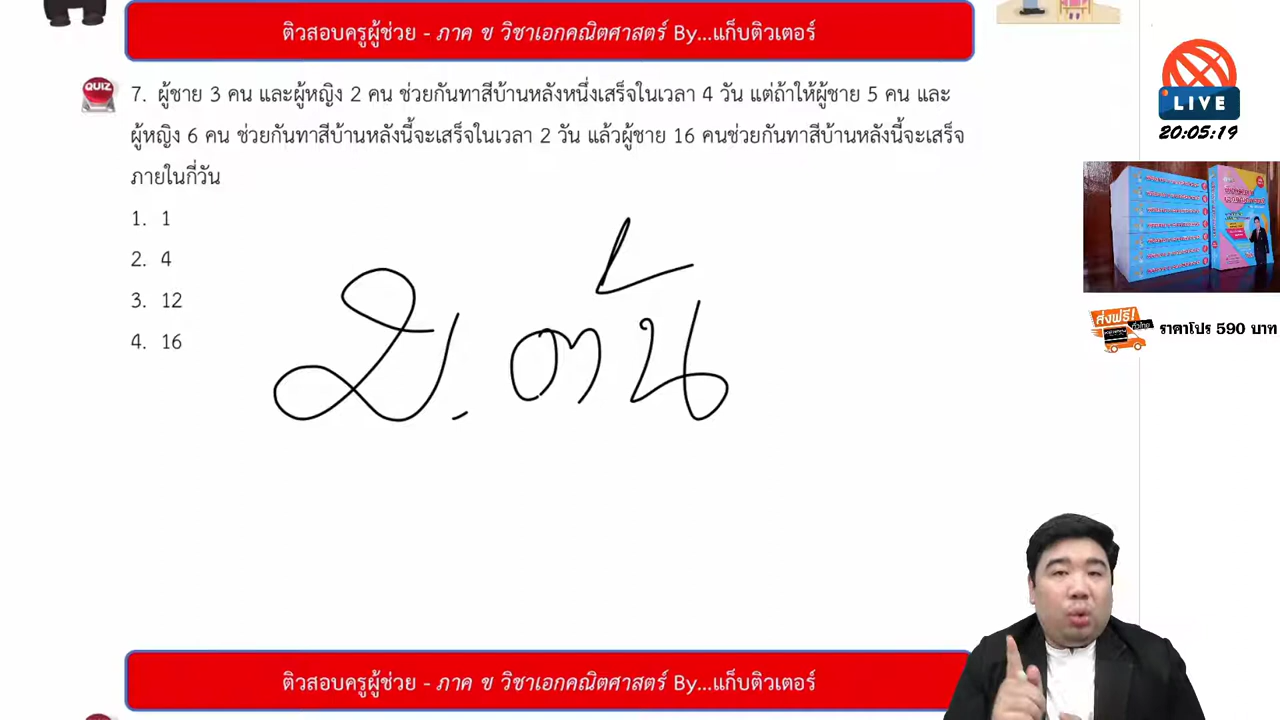 ติวสอบครูผู้ช่วย - ภาค ข วิชาเอกคณิตศาสตร์ By...แก็บติวเตอร์
QUIZ
7. ผู้ชาย 3 คน และผู้หญิง 2 คน ช่วยกันทาสีบ้านหลังหนึ่งเสร็จในเวลา 4 วัน แต่ถ้าให้ผู้ชาย 5 คน และ
ผู้หญิง 6 คน ช่วยกันทาสีบ้านหลังนี้จะเสร็จในเวลา 2 วัน แล้วผู้ชาย 16 คนช่วยกันทาสีบ้านหลังนี้จะเสร็จ
ภายในกี่วัน
1. 1
2. 4
3. 12
4. 16
ม.ต้น
LIVE
20:05:19
ส่งฟรี!
ทั่วไทย
ราคาโปร 590 บาท
ติวสอบครูผู้ช่วย - ภาค ข วิชาเอกคณิตศาสตร์ By...แก็บติวเตอร์